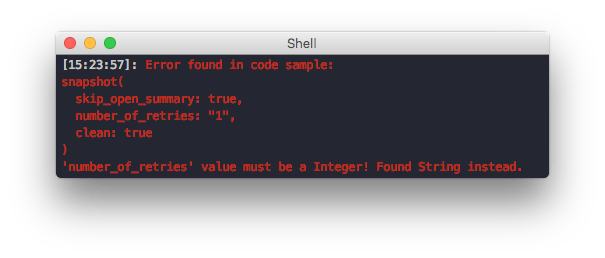 Shell
[15:23:57]: Error found in code sample:
snapshot(
  skip_open_summary: true,
  number_of_retries: "1",
  clean: true
)
'number_of_retries' value must be a Integer! Found String instead.